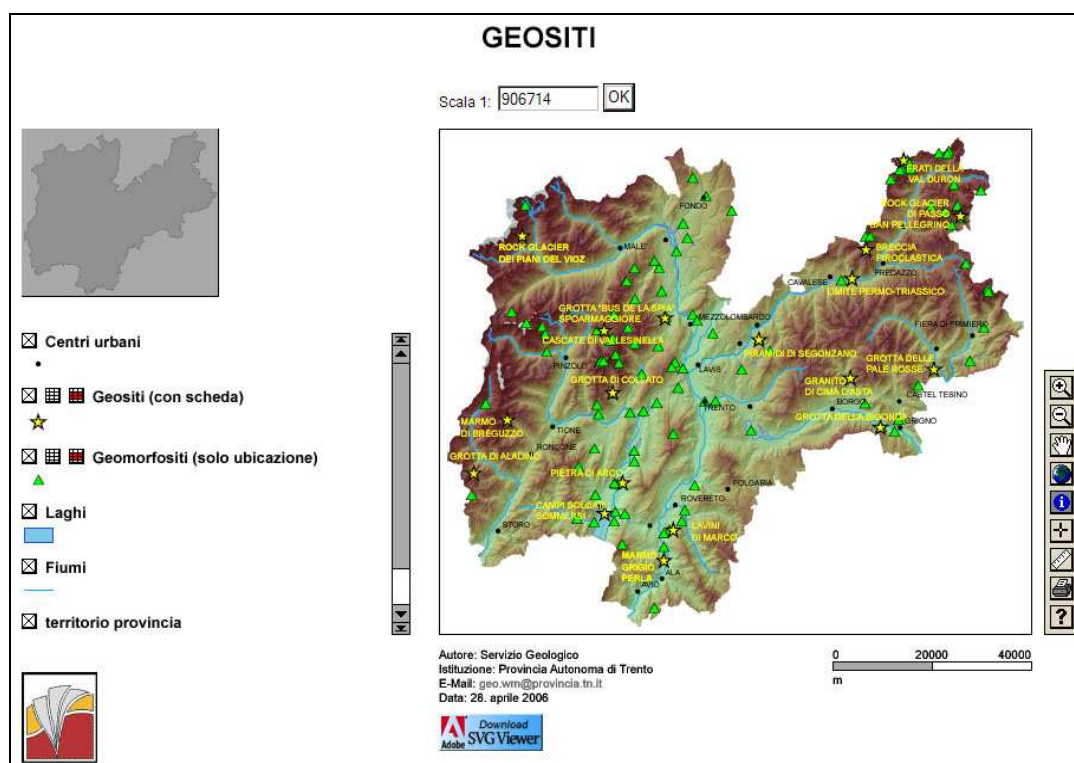 GEOSITI
Scala 1: 906714 OK
Centri urbani
Geositi (con scheda)
Geomorfositi (solo ubicazione)
Laghi
Fiumi
territorio provincia
ERATI DELLA
VAL DURON
ROCK GLACIER
DI PASSO
SAN PELLEGRINO
FONDO
ROCK GLACIER
DEI PIANI DEL VIOZ
MALE
BRECCIA
PIROCLASTICA
PREDAZZO
CAVALESE
LIMITE PERMO-TRIASSICO
GROTTA "BUS DE LA SPIA"
SPORMAGGIORE
MEZZOLOMBARDO
CASCATE DI VALLESINELLA
FIERA DI PRIMIERO
PIRAMIDI DI SEGONZANO
PINZOLO
GROTTA DELLE
PALE ROSSE
LAVIS
GROTTA DI COLLATO
GRANITO
DI CIMA D'ASTA
CASTEL TESINO
TRENTO
BORGO
GROTTA DELLA BIGONDA
GRIGNO
MARMO
DI BREGUZZO
TIONE
RONCONE
GROTTA DI ALADINO
PIETRA DI ARCO
FOLGARIA
ROVERETO
CAMPI SOLCATI
SOMMERSI
STORO
LAVINI
DI MARCO
MARMO
GRIGIO
PERLA
ALA
AVIO
Autore: Servizio Geologico
Istituzione: Provincia Autonoma di Trento
E-Mail: geo.wm@provincia.tn.it
Data: 28. aprile 2006
0 20000 40000
m
Download
Adobe SVG Viewer
i
?